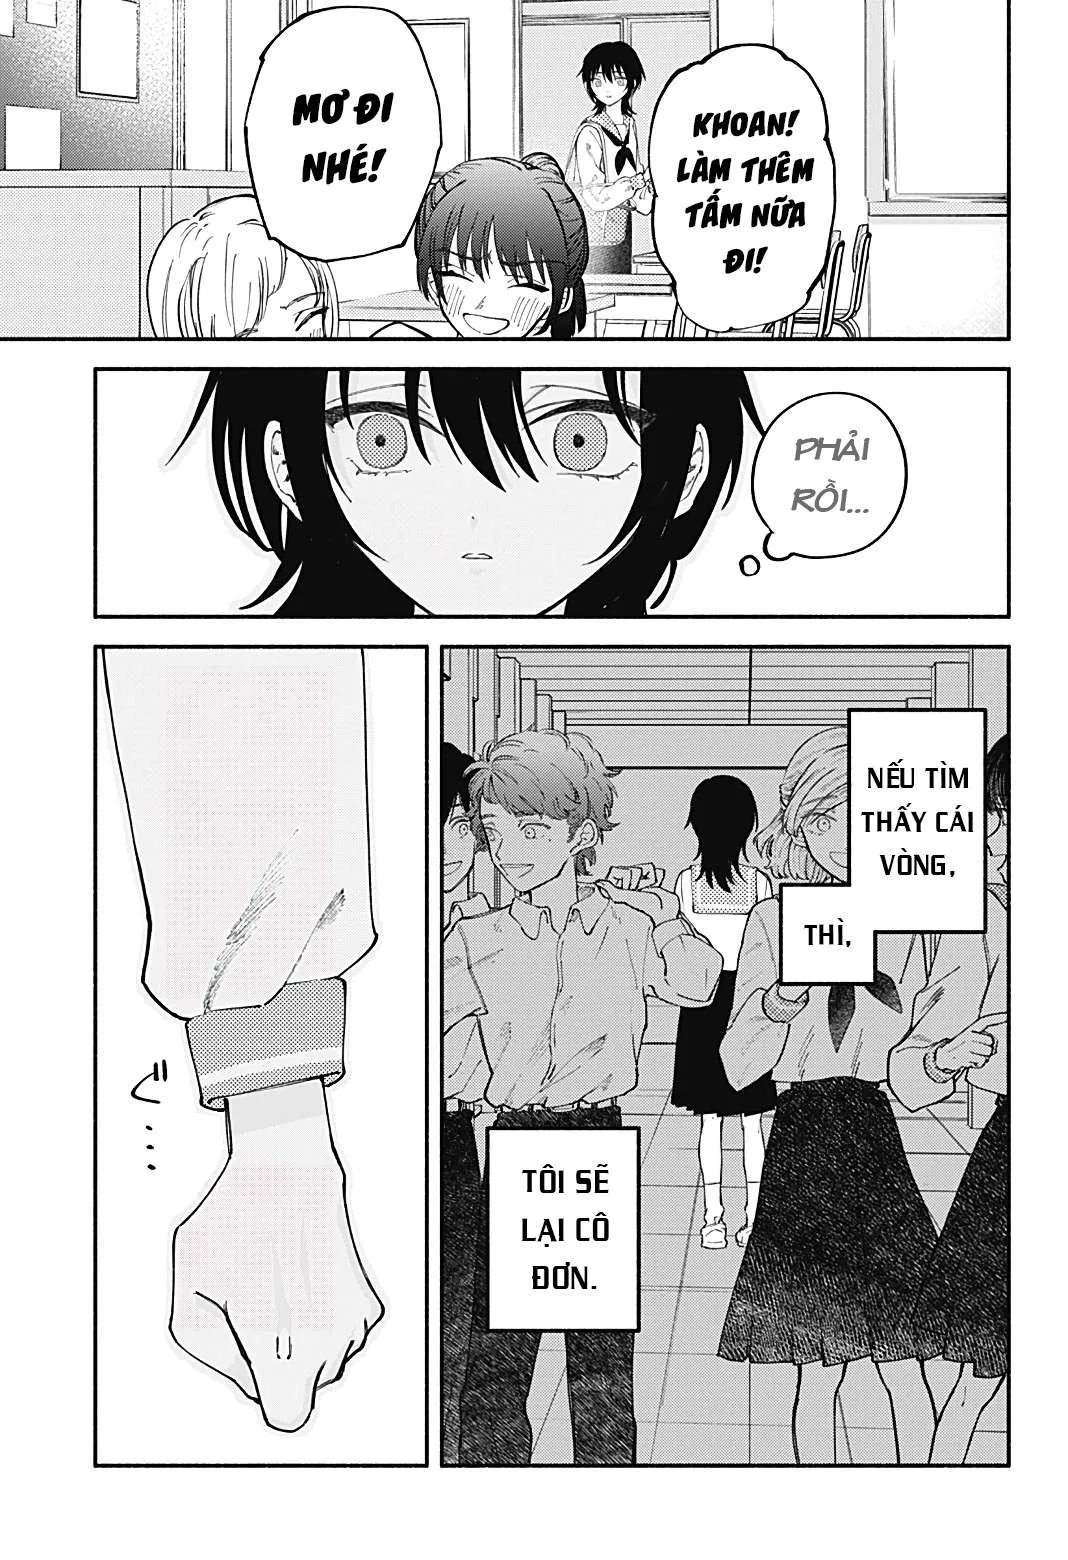 KHOAN!
LÀM THÊM
TẤM NỮA
ĐI!
MƠ ĐI
NHÉ!
PHẢI
RỒI...
NẾU TÌM
THẤY CÁI
VÒNG,
THÌ,
TÔI SẼ
LẠI CÔ
ĐƠN.